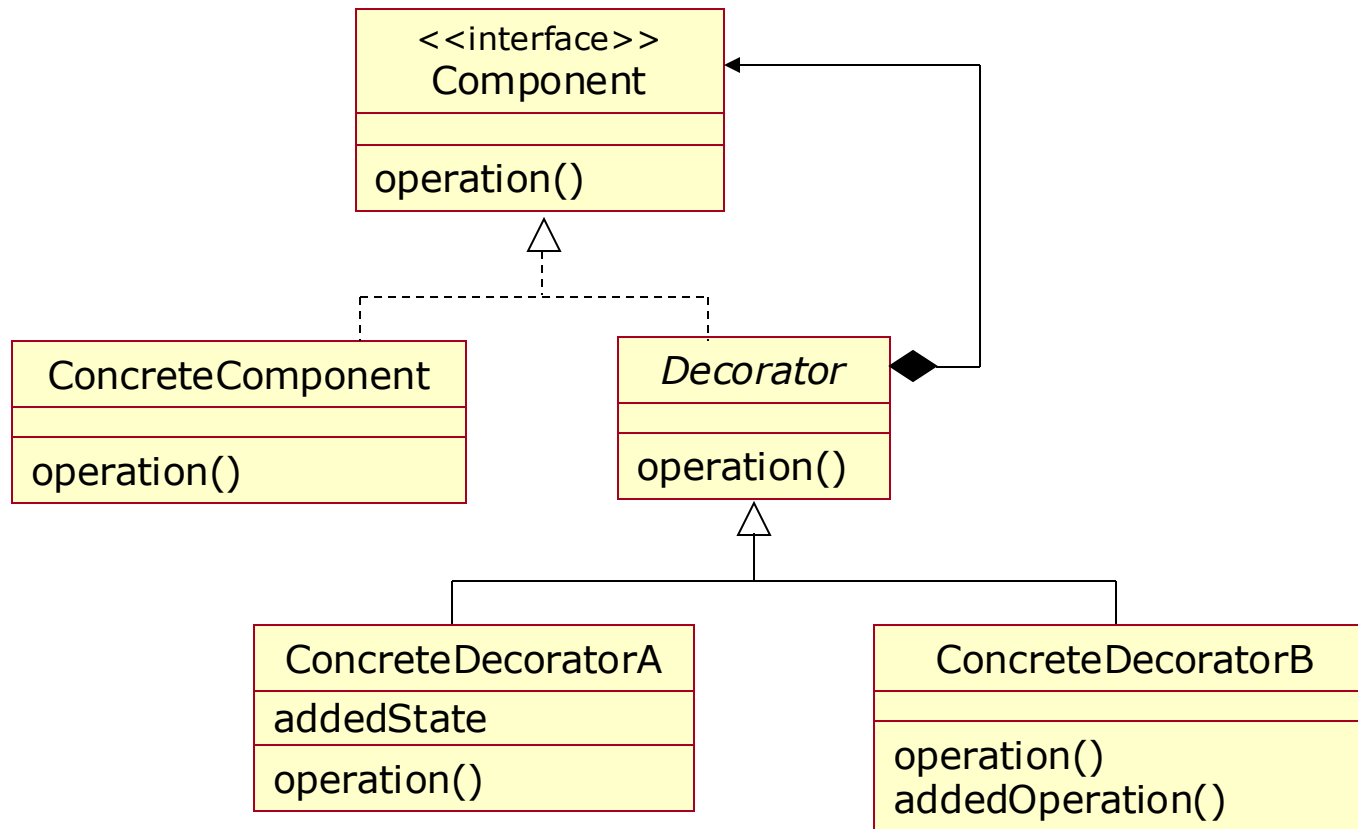 <<interface>>
Component
operation()
ConcreteComponent
operation()
Decorator
operation()
ConcreteDecoratorA
addedState
operation()
ConcreteDecoratorB
operation()
addedOperation()